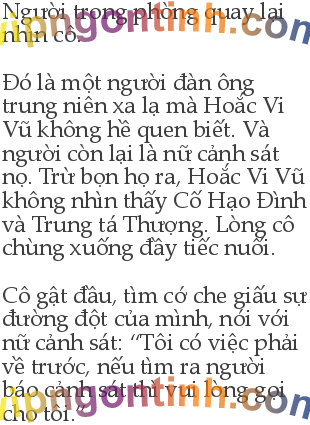 Người trong phòng quay lại
nhìn cô.
Đó là một người đàn ông
trung niên xa lạ mà Hoắc Vi
Vũ không hề quen biết. Và
người còn lại là nữ cảnh sát
nọ. Trừ bọn họ ra, Hoắc Vi Vũ
không nhìn thấy Cố Hạo Đình
và Trung tá Thượng. Lòng cô
chùng xuống đầy tiếc nuối.
Cô gật đầu, tìm cớ che giấu sự
đường đột của mình, nói với
nữ cảnh sát: “Tôi có việc phải
về trước, nếu tìm ra người
báo cảnh sát thì vui lòng gọi
cho tôi.”
vipngontinh.com
vipngontinh.com